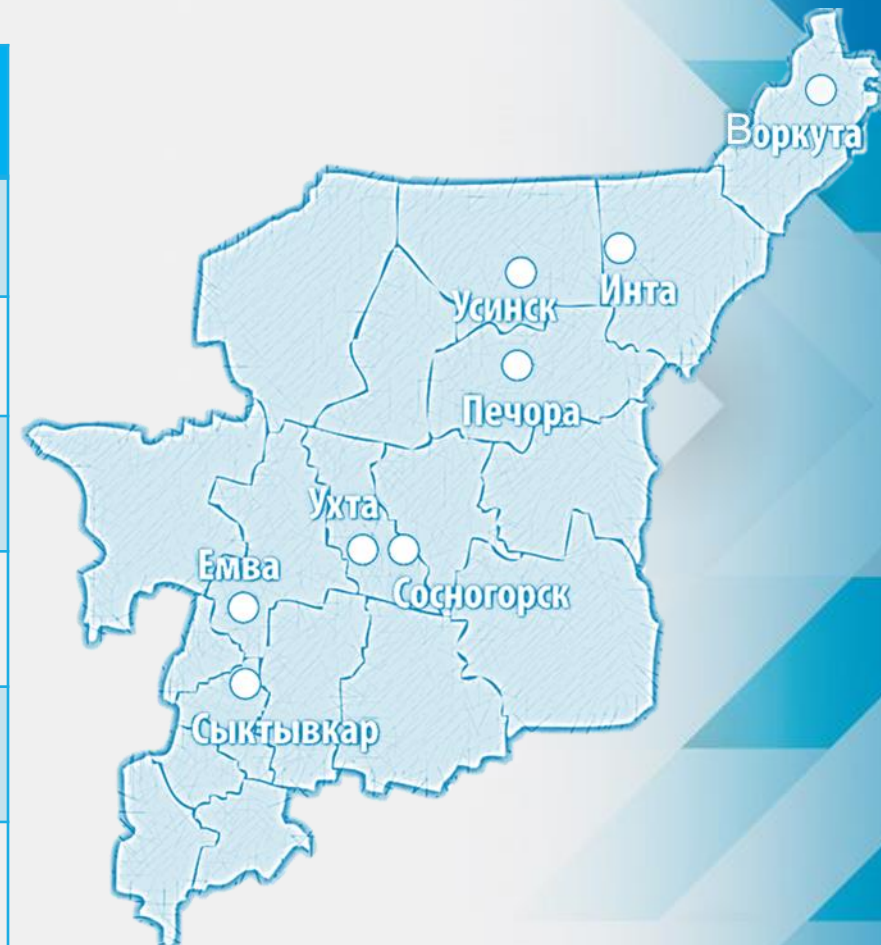 Воркута
Инта
Усинск
Печора
Ухта
Емва
Сосногорск
Сыктывкар